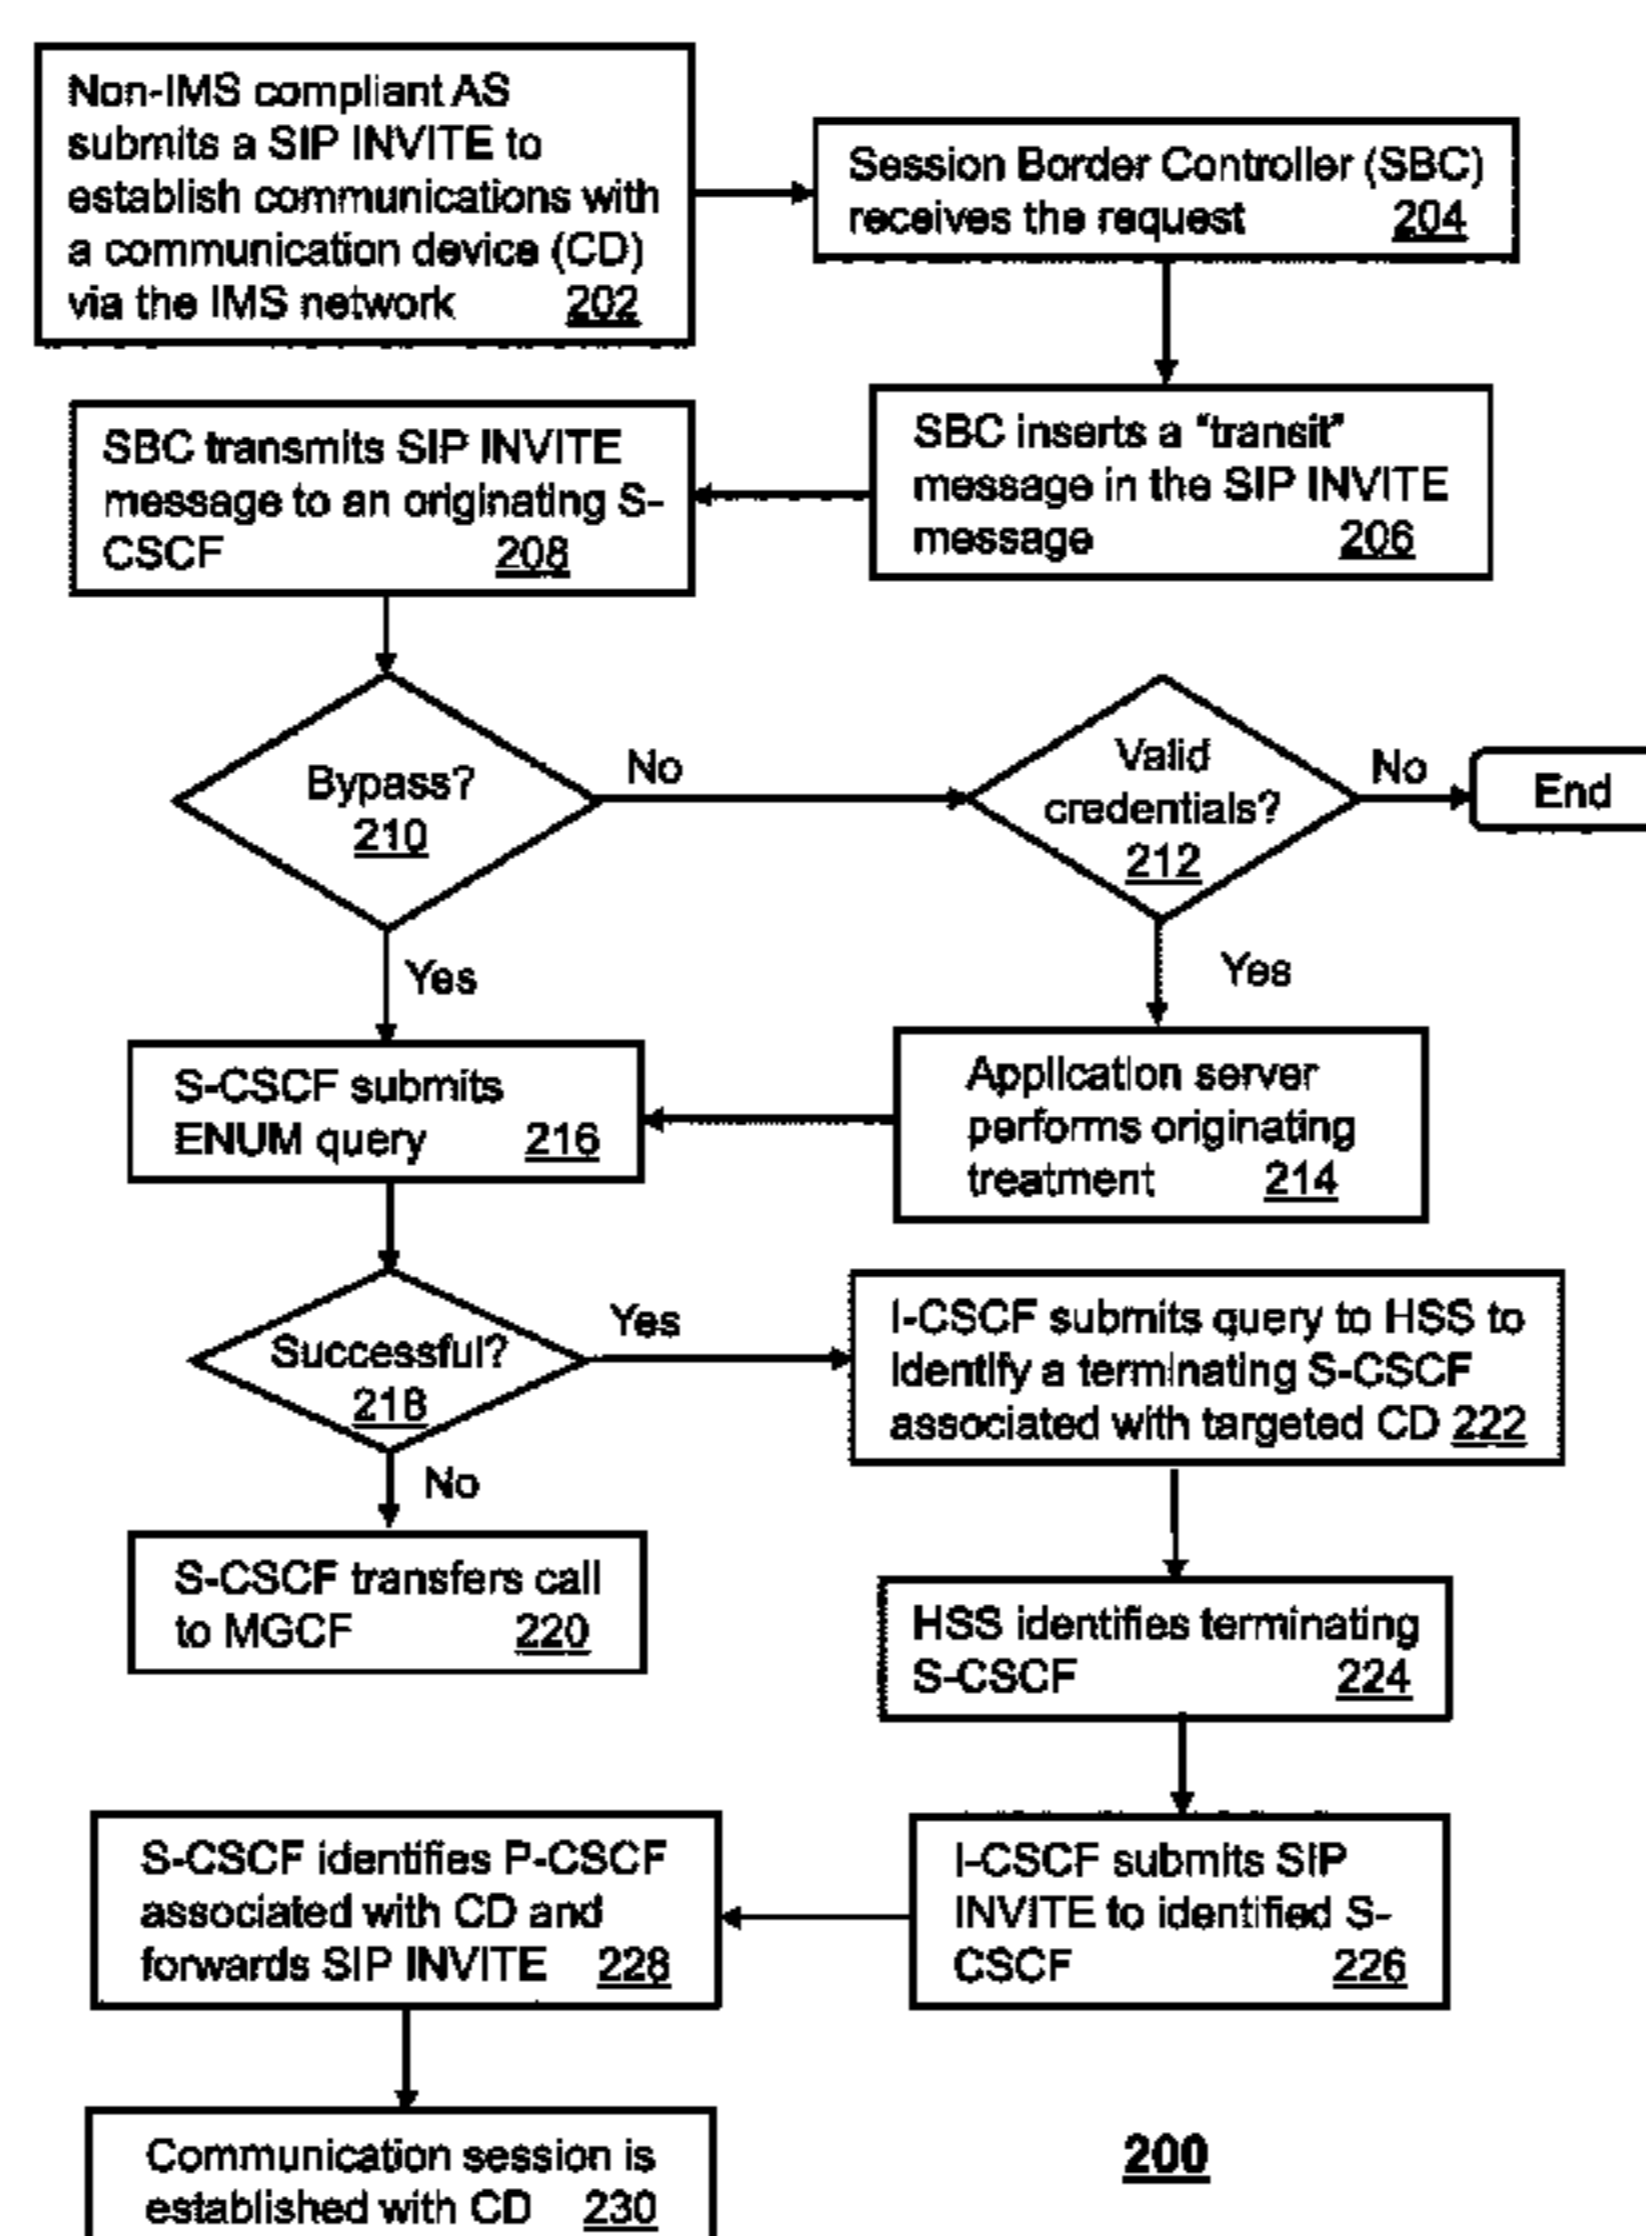 Non-IMS compliant AS
submits a SIP INVITE to
establish communications with
a communication device (CD)
via the IMS network 202
Session Border Controller (SBC)
receives the request 204
SBC inserts a "transit"
message in the SIP INVITE
message 206
SBC transmits SIP INVITE
message to an originating S-
CSCF 208
Bypass?
210
No
Valid
credentials?
212
No
End
Yes
Yes
Application server
performs originating
treatment 214
S-CSCF submits
ENUM query 216
Successful?
218
Yes
No
I-CSCF submits query to HSS to
identify a terminating S-CSCF
associated with targeted CD 222
S-CSCF transfers call
to MGCF 220
HSS identifies terminating
S-CSCF 224
I-CSCF submits SIP
INVITE to identified S-
CSCF 226
S-CSCF identifies P-CSCF
associated with CD and
forwards SIP INVITE 228
Communication session is
established with CD 230
200